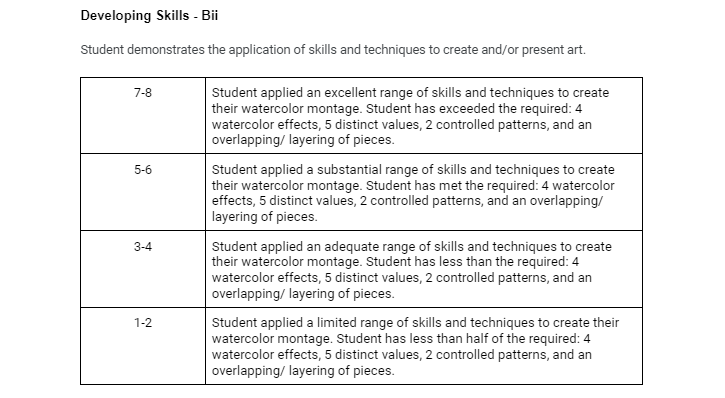 Developing Skills - Bii
Student demonstrates the application of skills and techniques to create and/or present art.
7-8
Student applied an excellent range of skills and techniques to create
their watercolor montage. Student has exceeded the required: 4
watercolor effects, 5 distinct values, 2 controlled patterns, and an
overlapping/ layering of pieces.
5-6
Student applied a substantial range of skills and techniques to create
their watercolor montage. Student has met the required: 4 watercolor
effects, 5 distinct values, 2 controlled patterns, and an overlapping/
layering of pieces.
3-4
Student applied an adequate range of skills and techniques to create
their watercolor montage. Student has less than the required: 4
watercolor effects, 5 distinct values, 2 controlled patterns, and an
overlapping/ layering of pieces.
1-2
Student applied a limited range of skills and techniques to create their
watercolor montage. Student has less than half of the required: 4
watercolor effects, 5 distinct values, 2 controlled patterns, and an
overlapping/ layering of pieces.